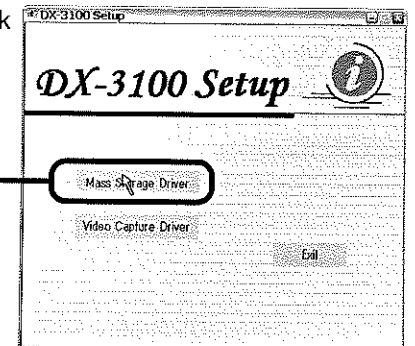 k
DX-3100 Setup
DX-3100 Setup
i
Mass Storage Driver
Video Capture Driver
Exit